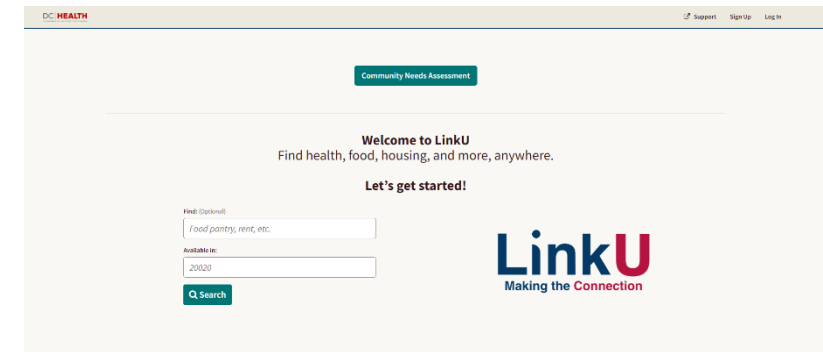 DC HEALTH
Support Sign Up Log In
Community Needs Assessment
Welcome to LinkU
Find health, food, housing, and more, anywhere.
Let's get started!
Find: (Optional)
Food pantry, rent, etc.
Available in:
20020
Search
LinkU
Making the Connection